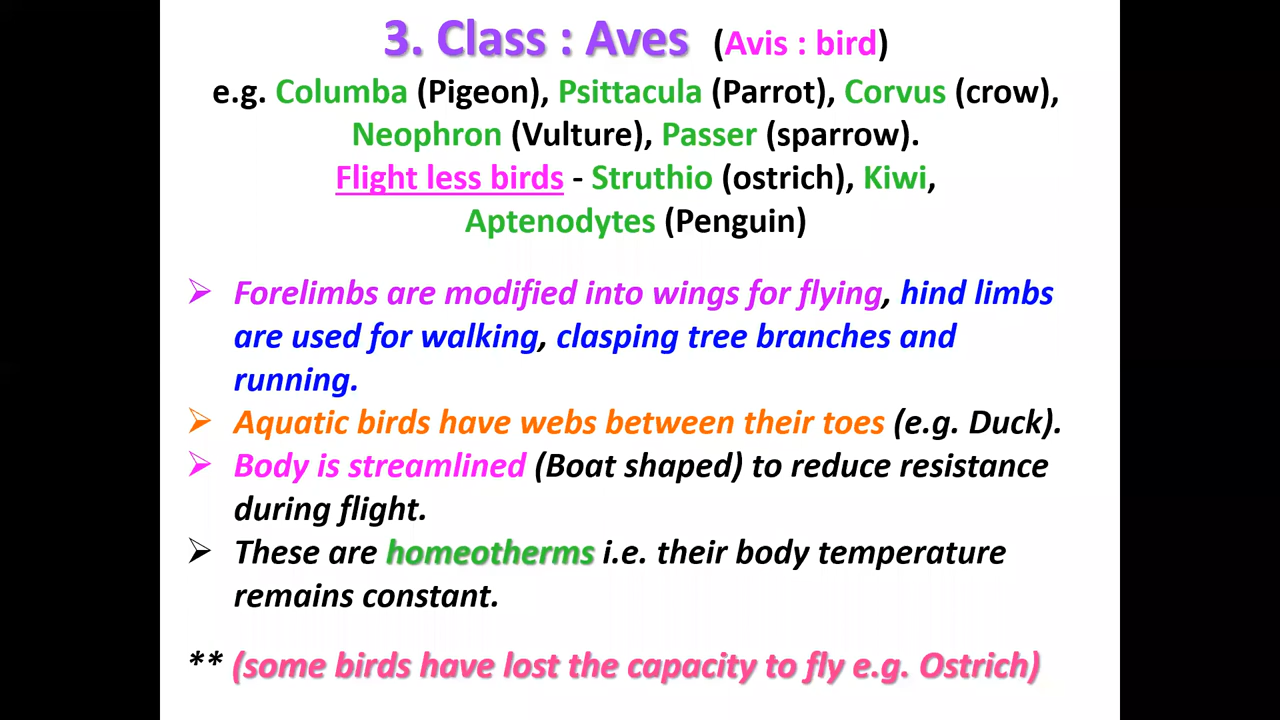 3. Class : Aves (Avis : bird)
e.g. Columba (Pigeon), Psittacula (Parrot), Corvus (crow),
Neophron (Vulture), Passer (sparrow).
Flight less birds - Struthio (ostrich), Kiwi,
Aptenodytes (Penguin)
➢ Forelimbs are modified into wings for flying, hind limbs
are used for walking, clasping tree branches and
running.
➢ Aquatic birds have webs between their toes (e.g. Duck).
➢ Body is streamlined (Boat shaped) to reduce resistance
during flight.
➢ These are homeotherms i.e. their body temperature
remains constant.
** (some birds have lost the capacity to fly e.g. Ostrich)